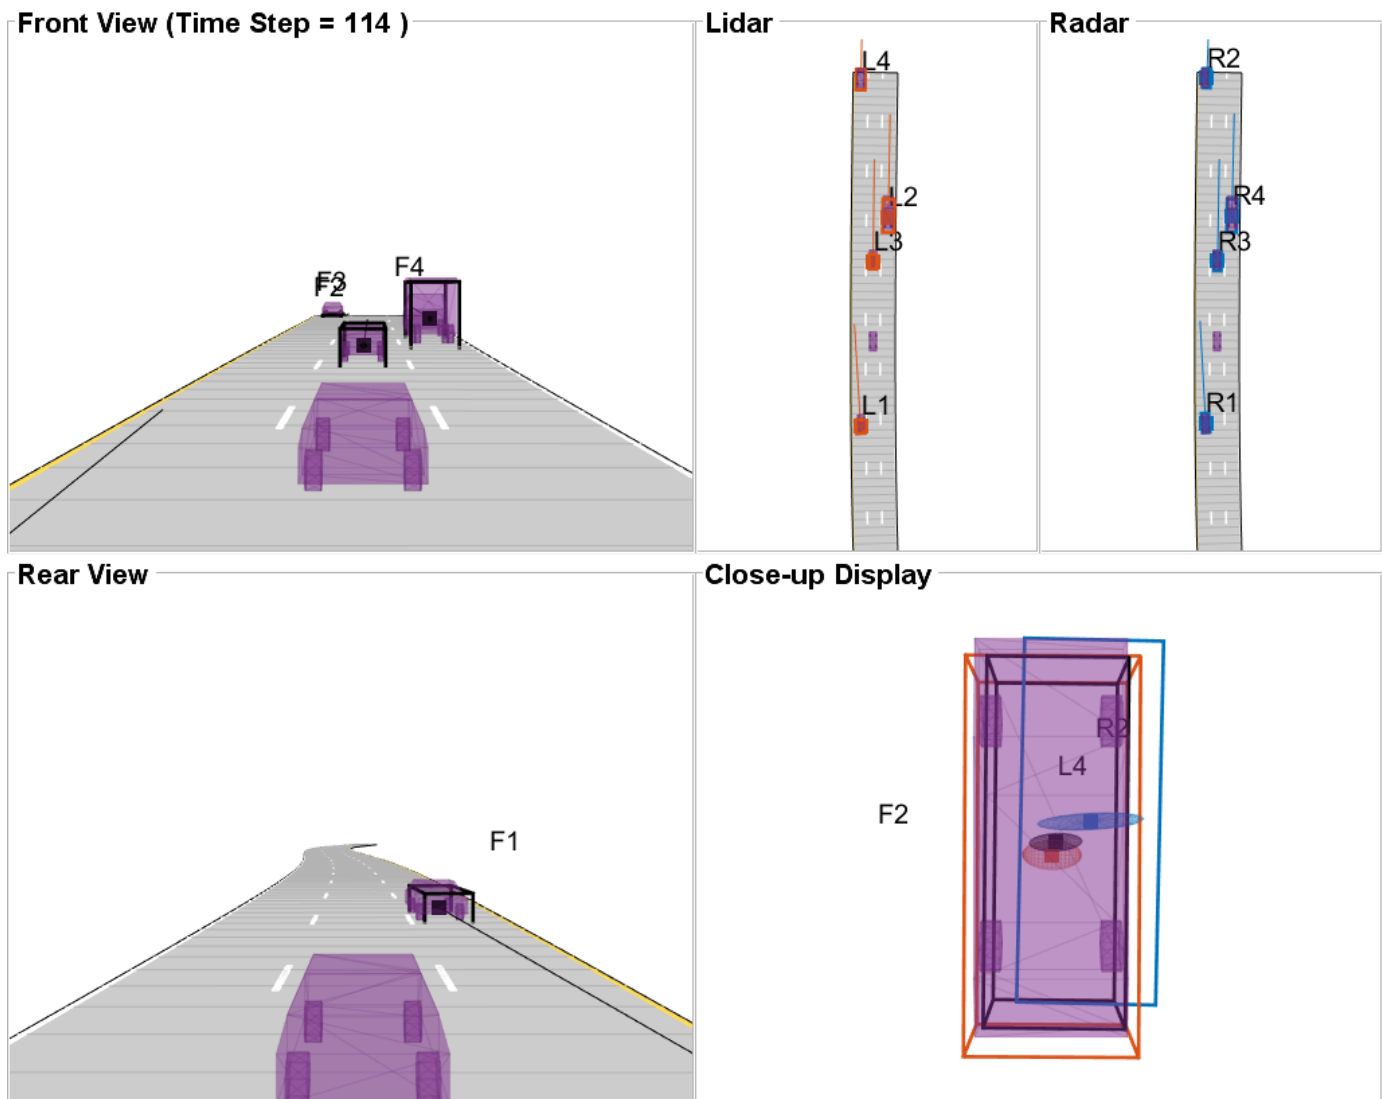 Front View (Time Step = 114 )
F3
F2
F4
Lidar
L4
L2
L3
L1
Radar
R2
R4
R3
R1
Rear View
F1
Close-up Display
R2
L4
F2